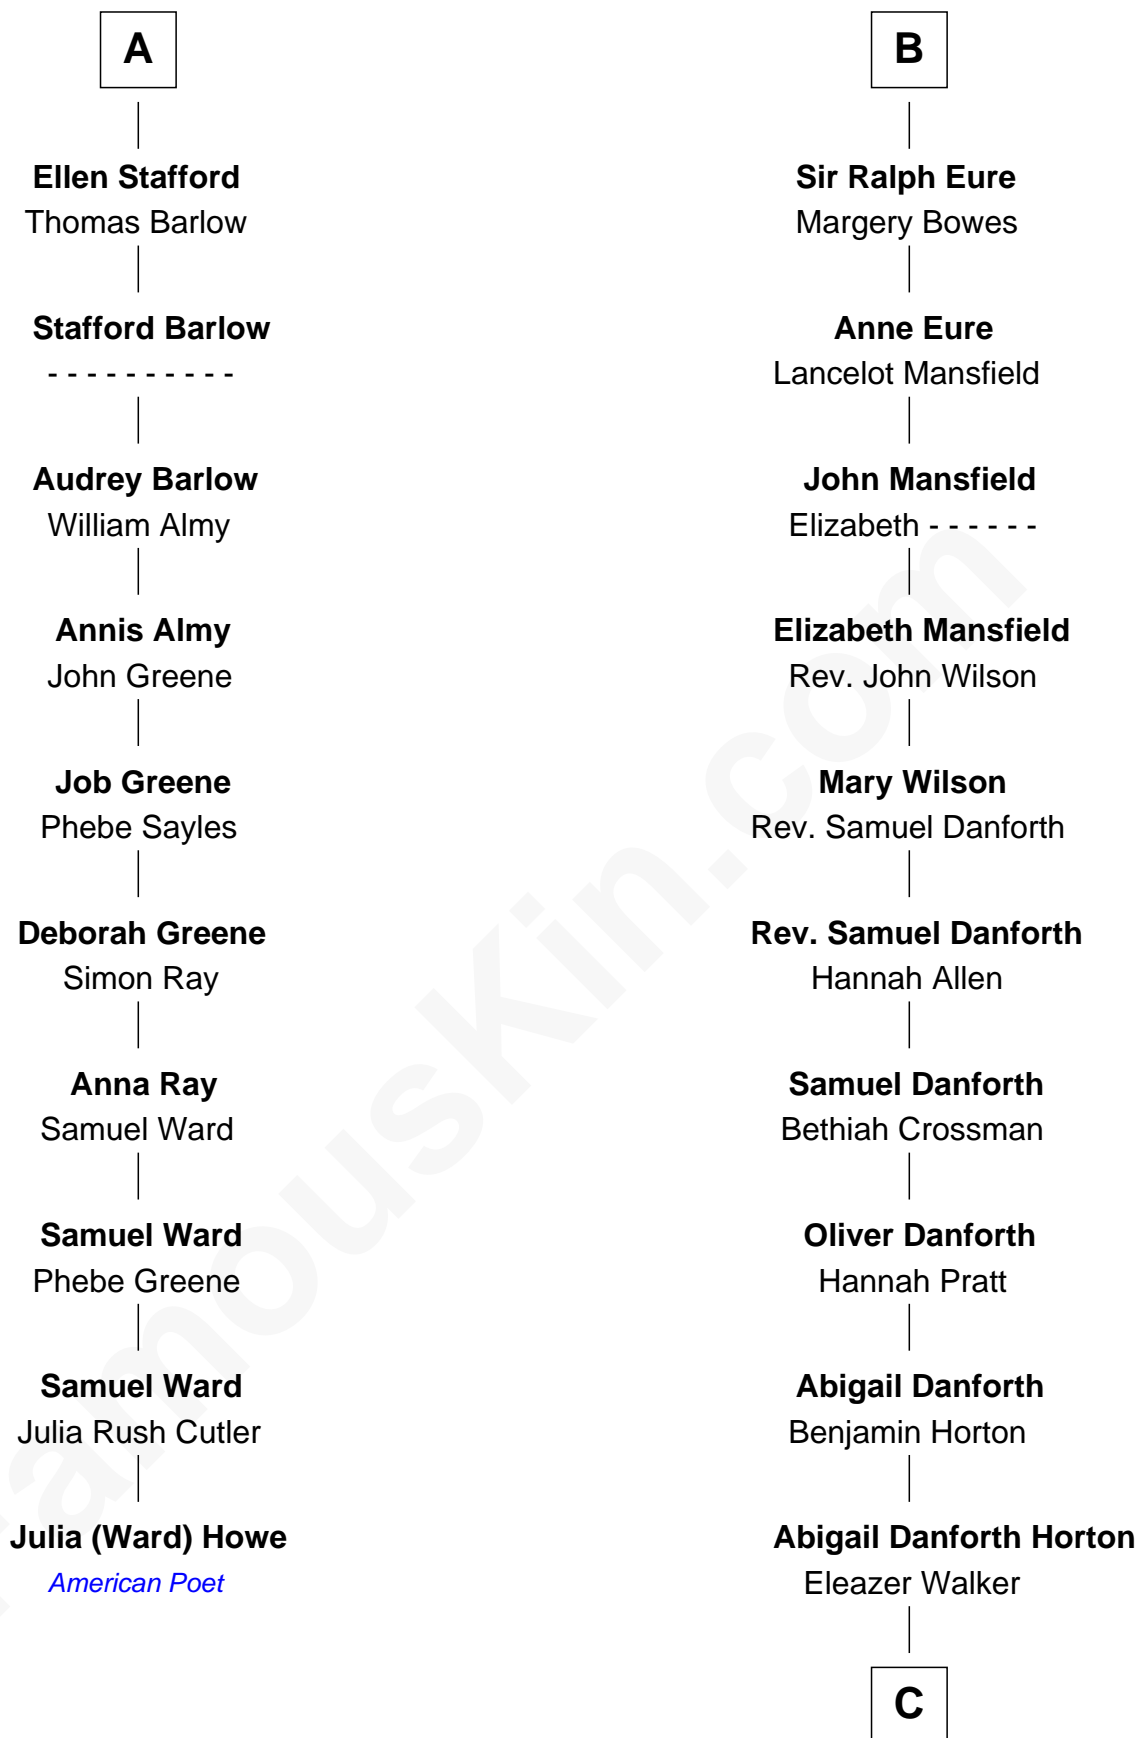 A
Ellen Stafford
Thomas Barlow
Stafford Barlow
- - - - - - - - - -
Audrey Barlow
William Almy
Annis Almy
John Greene
Job Greene
Phebe Sayles
Deborah Greene
Simon Ray
Anna Ray
Samuel Ward
Samuel Ward
Phebe Greene
Samuel Ward
Julia Rush Cutler
Julia (Ward) Howe
American Poet
B
Sir Ralph Eure
Margery Bowes
Anne Eure
Lancelot Mansfield
John Mansfield
Elizabeth - - - - - -
Elizabeth Mansfield
Rev. John Wilson
Mary Wilson
Rev. Samuel Danforth
Rev. Samuel Danforth
Hannah Allen
Samuel Danforth
Bethiah Crossman
Oliver Danforth
Hannah Pratt
Abigail Danforth
Benjamin Horton
Abigail Danforth Horton
Eleazer Walker
C
FamousKin.com